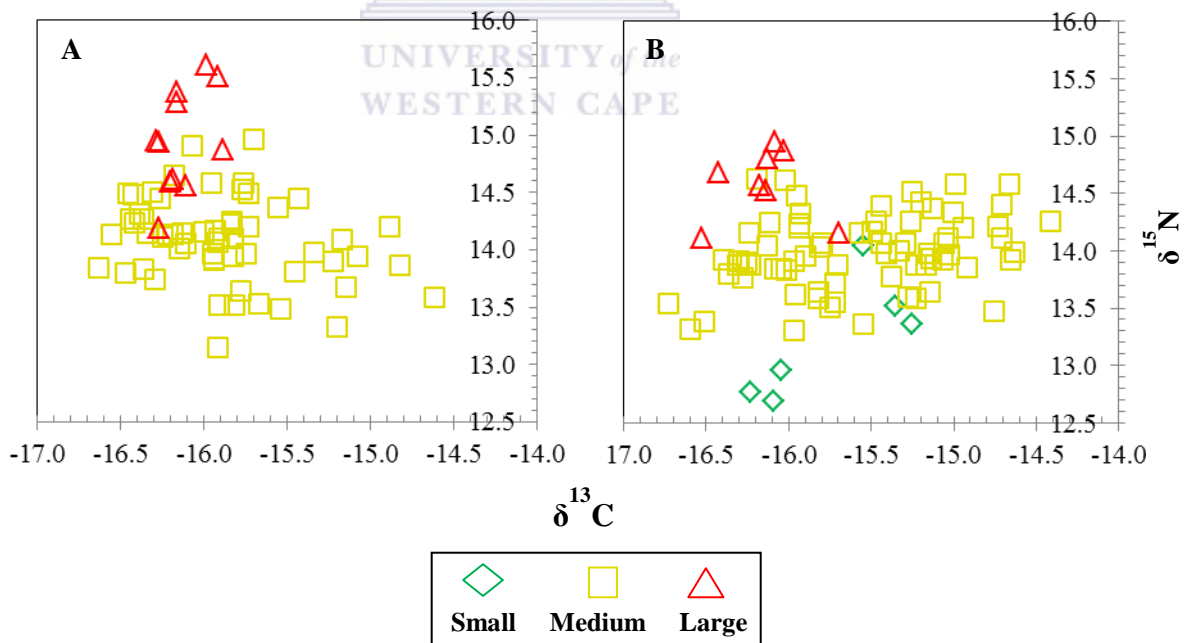 UNIVERSITY of the
WESTERN CAPE
A
16.0
15.5
15.0
14.5
14.0
13.5
13.0
12.5
-17.0 -16.5 -16.0 -15.5 -15.0 -14.5 -14.0
B
16.0
15.5
15.0
14.5
14.0
13.5
13.0
12.5
17.0 -16.5 -16.0 -15.5 -15.0 -14.5 -14.0
δ15N
δ13C
Small Medium Large